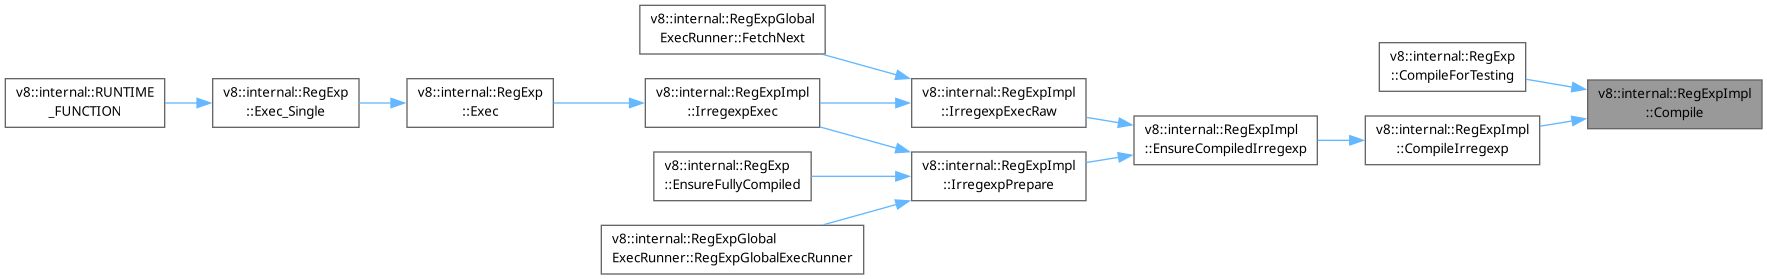 v8::internal::RegExpGlobal
ExecRunner::FetchNext
v8::internal::RUNTIME
_FUNCTION
v8::internal::RegExp
::Exec_Single
v8::internal::RegExp
::Exec
v8::internal::RegExpImpl
::IrregexpExec
v8::internal::RegExp
::EnsureFullyCompiled
v8::internal::RegExpGlobal
ExecRunner::RegExpGlobalExecRunner
v8::internal::RegExpImpl
::IrregexpExecRaw
v8::internal::RegExpImpl
::IrregexpPrepare
v8::internal::RegExpImpl
::EnsureCompiledIrregexp
v8::internal::RegExp
::CompileForTesting
v8::internal::RegExpImpl
::CompileIrregexp
v8::internal::RegExpImpl
::Compile